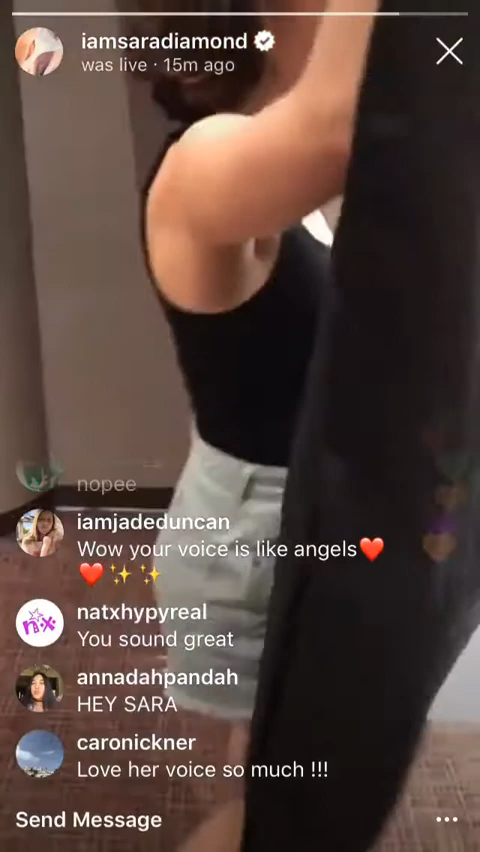 iamsaradiamond
was live · 15m ago
nopee
iamjadeduncan
Wow your voice is like angels❤️
❤️✨✨
n.x.
natxhypyreal
You sound great
annadahpandah
HEY SARA
caronickner
Love her voice so much !!!
Send Message